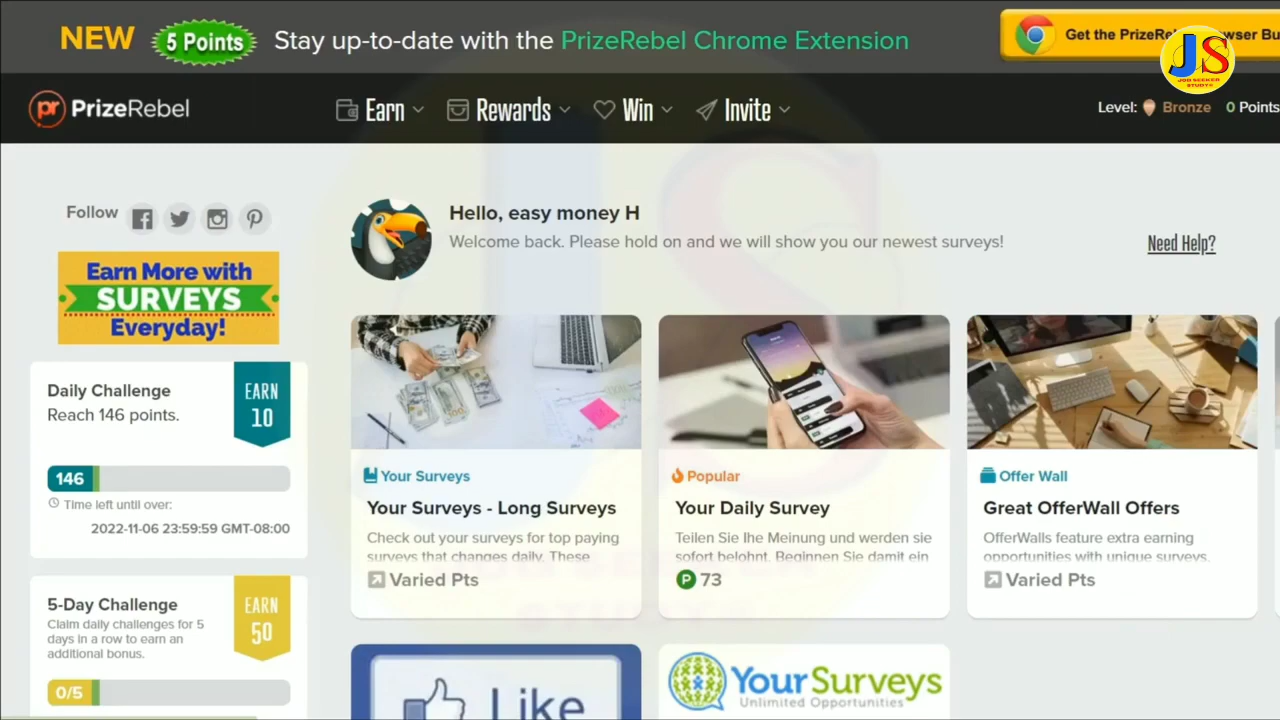 NEW
5 Points
Stay up-to-date with the PrizeRebel Chrome Extension
Get the PrizeRe
wser Bu
JS
JOB SEEKER
STUDY
pr PrizeRebel
Earn
Rewards
Win
Invite
Level: Bronze 0 Points
Follow
Earn More with
SURVEYS
Everyday!
Hello, easy money H
Welcome back. Please hold on and we will show you our newest surveys!
Need Help?
Daily Challenge
Reach 146 points.
EARN
10
146
Time left until over:
2022-11-06 23:59:59 GMT-08:00
5-Day Challenge
Claim daily challenges for 5
days in a row to earn an
additional bonus.
EARN
50
0/5
Your Surveys
Your Surveys - Long Surveys
Check out your surveys for top paying
surveys that changes daily. These
Varied Pts
Popular
Your Daily Survey
Teilen Sie Ihe Meinung und werden sie
sofort belohnt. Beginnen Sie damit ein
P 73
Offer Wall
Great OfferWall Offers
OfferWalls feature extra earning
opportunities with unique surveys.
Varied Pts
STUDY
Like
YourSurveys
Unlimited Opportunities